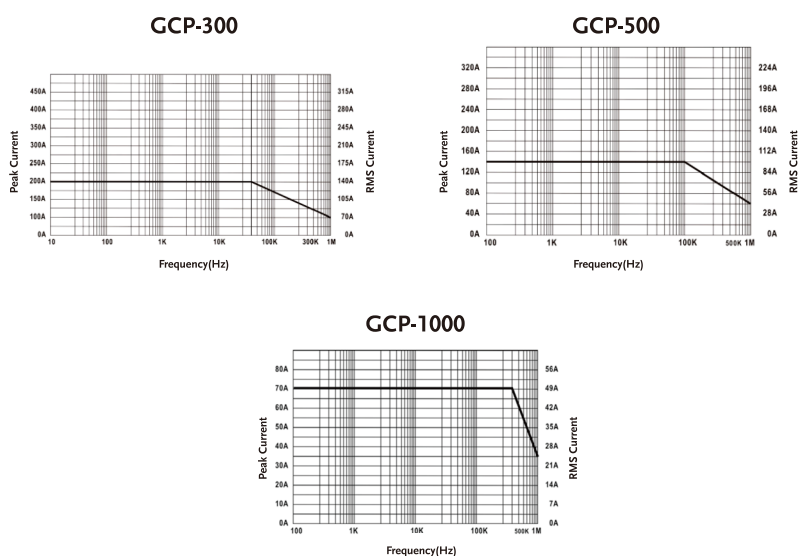 GCP-300
GCP-500
450A
400A
350A
300A
250A
200A
150A
100A
0A
Peak Current
315A
280A
245A
210A
175A
140A
105A
70A
0A
RMS Current
10 100 1K 10K 100K 300K 1M
Frequency(Hz)
320A
280A
240A
200A
160A
120A
80A
40A
0A
Peak Current
224A
196A
168A
140A
112A
84A
56A
28A
0A
RMS Current
100 1K 10K 100K 500K 1M
Frequency(Hz)
GCP-1000
80A
70A
60A
50A
40A
30A
20A
10A
0A
Peak Current
56A
49A
42A
35A
28A
21A
14A
7A
0A
RMS Current
100 1K 10K 100K 500K 1M
Frequency(Hz)